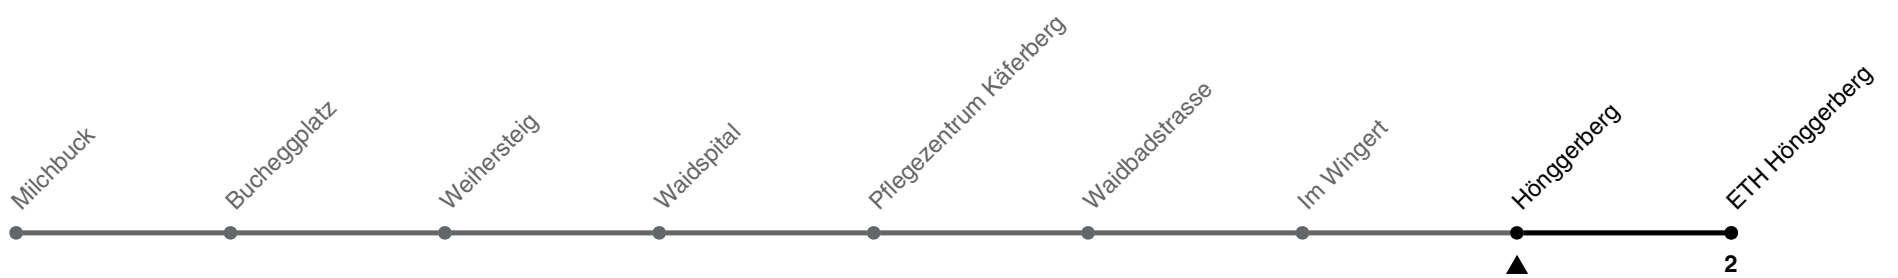 Milchbuck
Bucheggplatz
Weihersteig
Waidspital
Pflegezentrum Käferberg
Waidbadstrasse
Im Wingert
Hönggerberg
ETH Hönggerberg
2